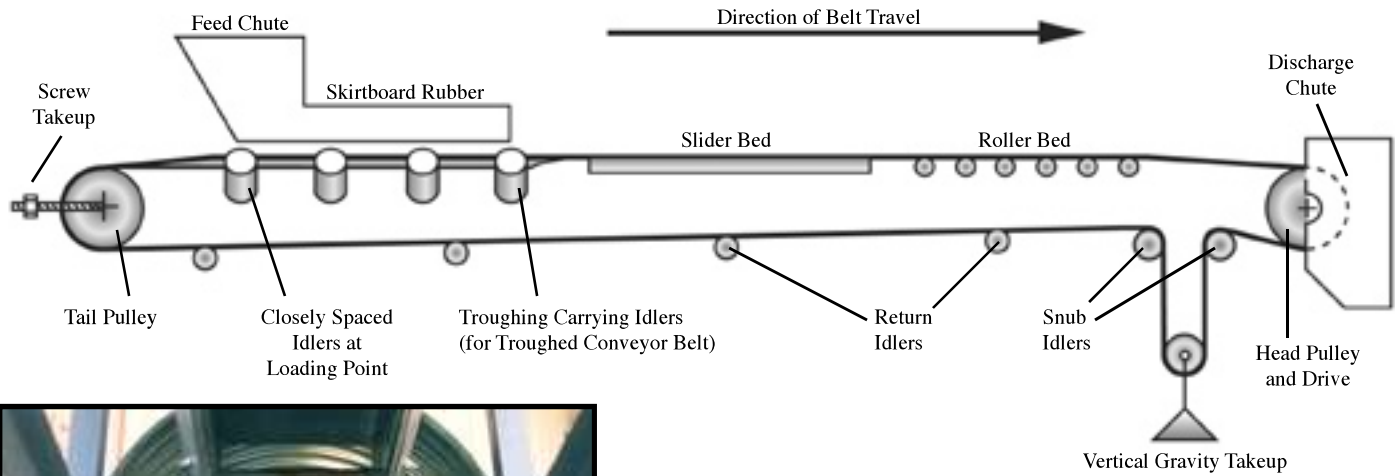 Feed Chute
Direction of Belt Travel
Discharge
Chute
Screw
Takeup
Skirtboard Rubber
Slider Bed
Roller Bed
Tail Pulley
Closely Spaced
Idlers at
Loading Point
Troughing Carrying Idlers
(for Troughed Conveyor Belt)
Return
Idlers
Snub
Idlers
Head Pulley
and Drive
Vertical Gravity Takeup